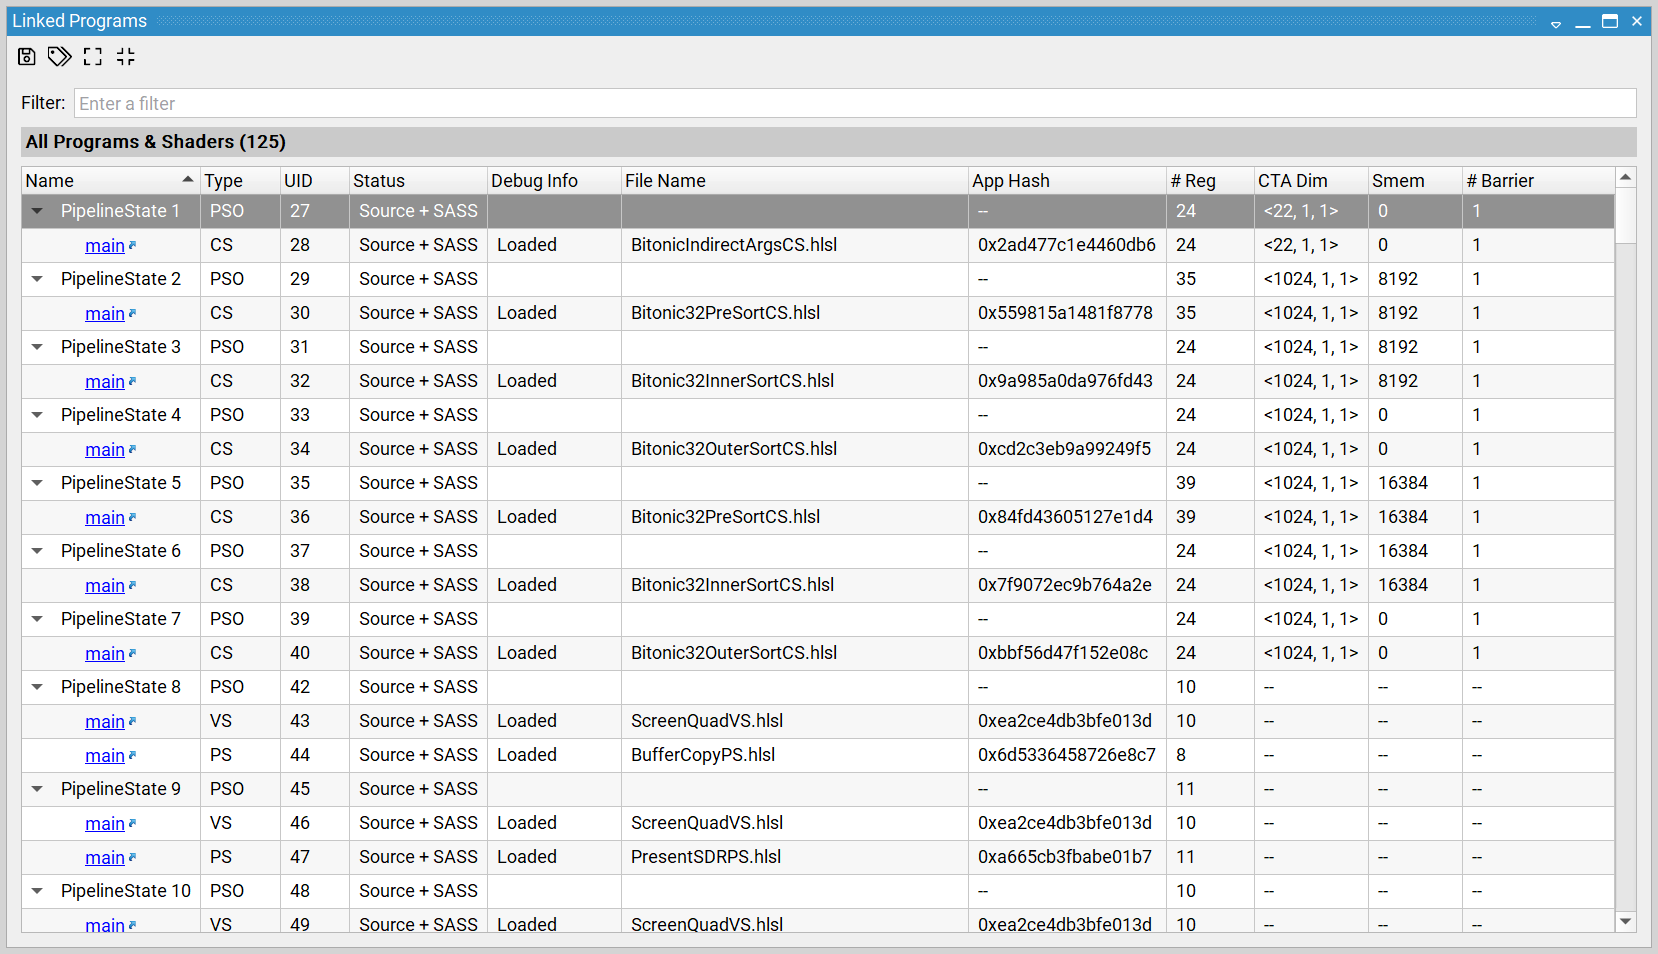 Linked Programs
Filter: Enter a filter
All Programs & Shaders (125)
Name Type UID Status Debug Info File Name App Hash # Reg CTA Dim Smem # Barrier
PipelineState 1 PSO 27 Source + SASS -- 24 <22, 1, 1> 0 1
main CS 28 Source + SASS Loaded BitonicIndirectArgsCS.hlsl 0x2ad477c1e4460db6 24 <22, 1, 1> 0 1
PipelineState 2 PSO 29 Source + SASS -- 35 <1024, 1, 1> 8192 1
main CS 30 Source + SASS Loaded Bitonic32PreSortCS.hlsl 0x559815a1481f8778 35 <1024, 1, 1> 8192 1
PipelineState 3 PSO 31 Source + SASS -- 24 <1024, 1, 1> 8192 1
main CS 32 Source + SASS Loaded Bitonic32InnerSortCS.hlsl 0x9a985a0da976fd43 24 <1024, 1, 1> 8192 1
PipelineState 4 PSO 33 Source + SASS -- 24 <1024, 1, 1> 0 1
main CS 34 Source + SASS Loaded Bitonic32OuterSortCS.hlsl 0xcd2c3eb9a99249f5 24 <1024, 1, 1> 0 1
PipelineState 5 PSO 35 Source + SASS -- 39 <1024, 1, 1> 16384 1
main CS 36 Source + SASS Loaded Bitonic32PreSortCS.hlsl 0x84fd43605127e1d4 39 <1024, 1, 1> 16384 1
PipelineState 6 PSO 37 Source + SASS -- 24 <1024, 1, 1> 16384 1
main CS 38 Source + SASS Loaded Bitonic32InnerSortCS.hlsl 0x7f9072ec9b764a2e 24 <1024, 1, 1> 16384 1
PipelineState 7 PSO 39 Source + SASS -- 24 <1024, 1, 1> 0 1
main CS 40 Source + SASS Loaded Bitonic32OuterSortCS.hlsl 0xbbf56d47f152e08c 24 <1024, 1, 1> 0 1
PipelineState 8 PSO 42 Source + SASS -- 10 -- -- --
main VS 43 Source + SASS Loaded ScreenQuadVS.hlsl 0xea2ce4db3bfe013d 10 -- -- --
main PS 44 Source + SASS Loaded BufferCopyPS.hlsl 0x6d5336458726e8c7 8 -- -- --
PipelineState 9 PSO 45 Source + SASS -- 11 -- -- --
main VS 46 Source + SASS Loaded ScreenQuadVS.hlsl 0xea2ce4db3bfe013d 10 -- -- --
main PS 47 Source + SASS Loaded PresentSDRPS.hlsl 0xa665cb3fbabe01b7 11 -- -- --
PipelineState 10 PSO 48 Source + SASS -- 10 -- -- --
main VS 49 Source + SASS Loaded ScreenQuadVS.hlsl 0xea2ce4db3bfe013d 10 -- -- --